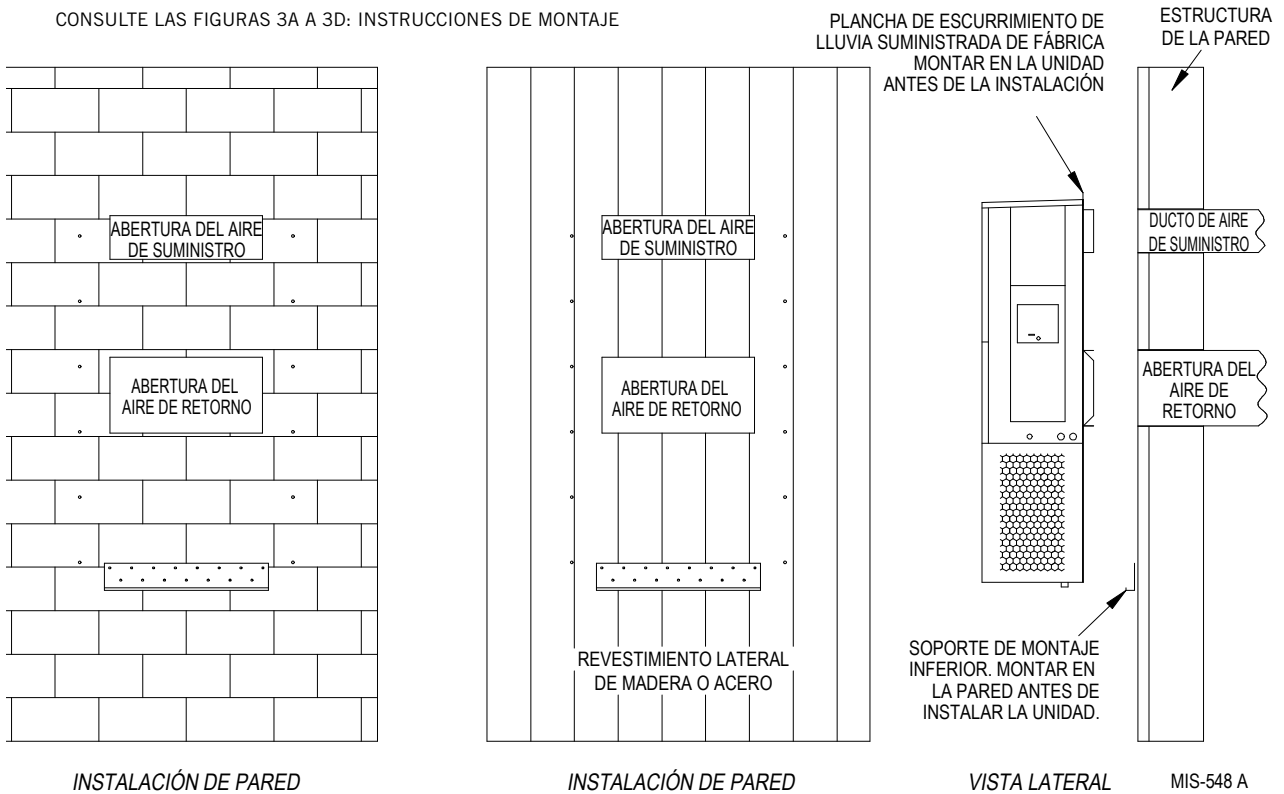 CONSULTE LAS FIGURAS 3A A 3D: INSTRUCCIONES DE MONTAJE
PLANCHA DE ESCURRIMIENTO DE
LLUVIA SUMINISTRADA DE FÁBRICA
MONTAR EN LA UNIDAD
ANTES DE LA INSTALACIÓN
ESTRUCTURA
DE LA PARED
ABERTURA DEL AIRE
DE SUMINISTRO
ABERTURA DEL
AIRE DE RETORNO
ABERTURA DEL AIRE
DE SUMINISTRO
ABERTURA DEL
AIRE DE RETORNO
REVESTIMIENTO LATERAL
DE MADERA O ACERO
DUCTO DE AIRE
DE SUMINISTRO
ABERTURA DEL
AIRE DE
RETORNO
SOPORTE DE MONTAJE
INFERIOR. MONTAR EN
LA PARED ANTES DE
INSTALAR LA UNIDAD.
INSTALACIÓN DE PARED
INSTALACIÓN DE PARED
VISTA LATERAL
MIS-548 A